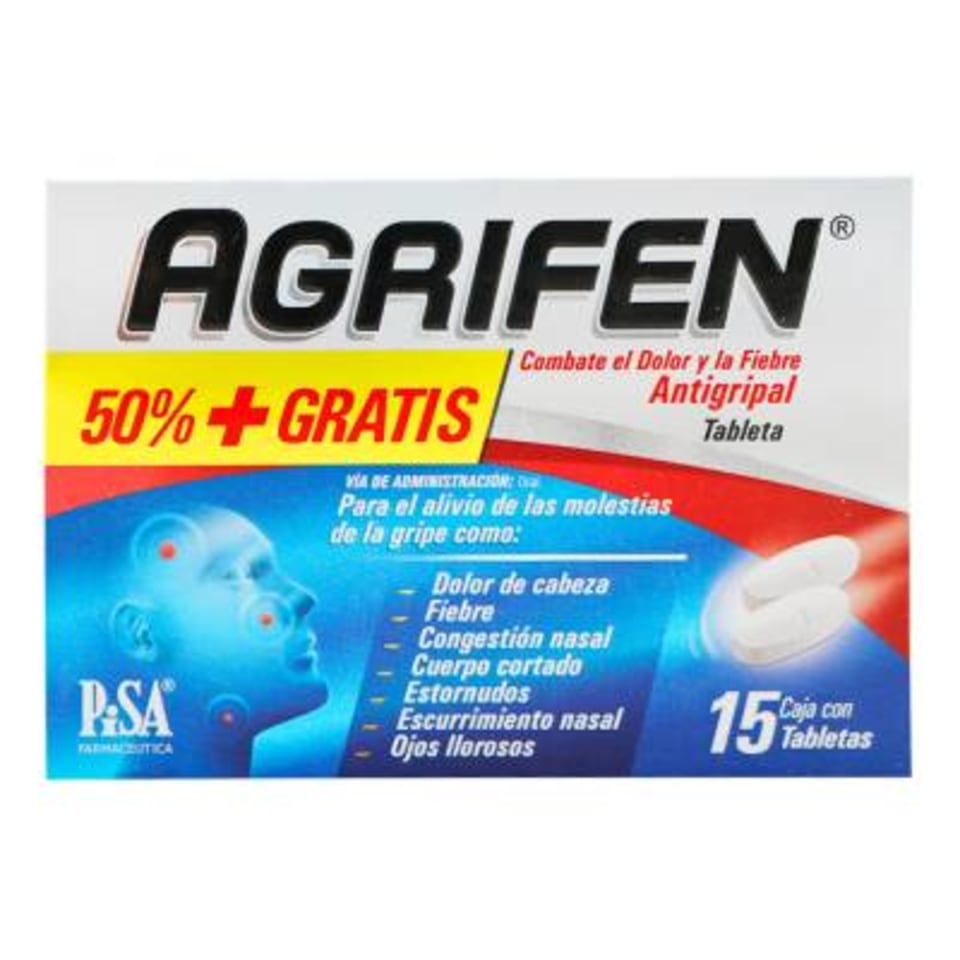 AGRIFEN®
50% + GRATIS
Combate el Dolor y la Fiebre
Antigripal
Tableta
VÍA DE ADMINISTRACIÓN: Oral
Para el alivio de las molestias
de la gripe como:
Dolor de cabeza
Fiebre
Congestión nasal
Cuerpo cortado
Estornudos
Escurrimiento nasal
Ojos llorosos
PiSA®
FARMACÉUTICA
15 Caja con
Tabletas